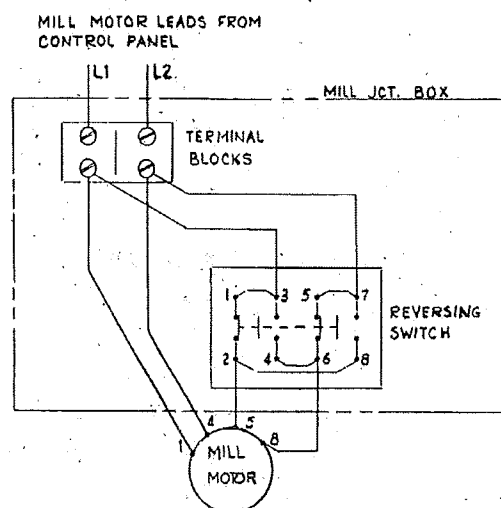 MILL MOTOR LEADS FROM
CONTROL PANEL
L1 L2
MILL JCT. BOX
TERMINAL
BLOCKS
1 3 5 7
REVERSING
SWITCH
2 4 6 8
1 4 5 8
MILL
MOTOR